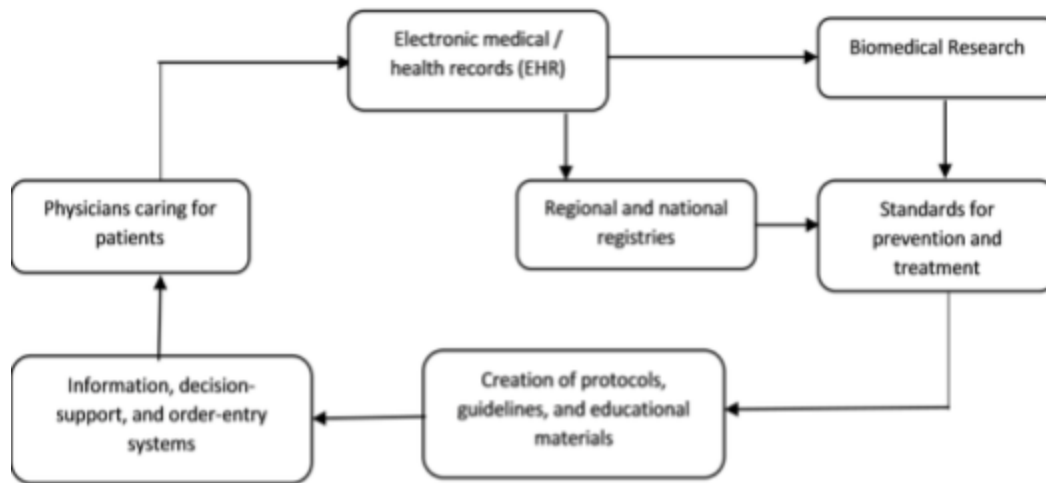 Electronic medical /
health records (EHR)
Biomedical Research
Physicians caring for
patients
Regional and national
registries
Standards for
prevention and
treatment
Information, decision-
support, and order-entry
systems
Creation of protocols,
guidelines, and educational
materials